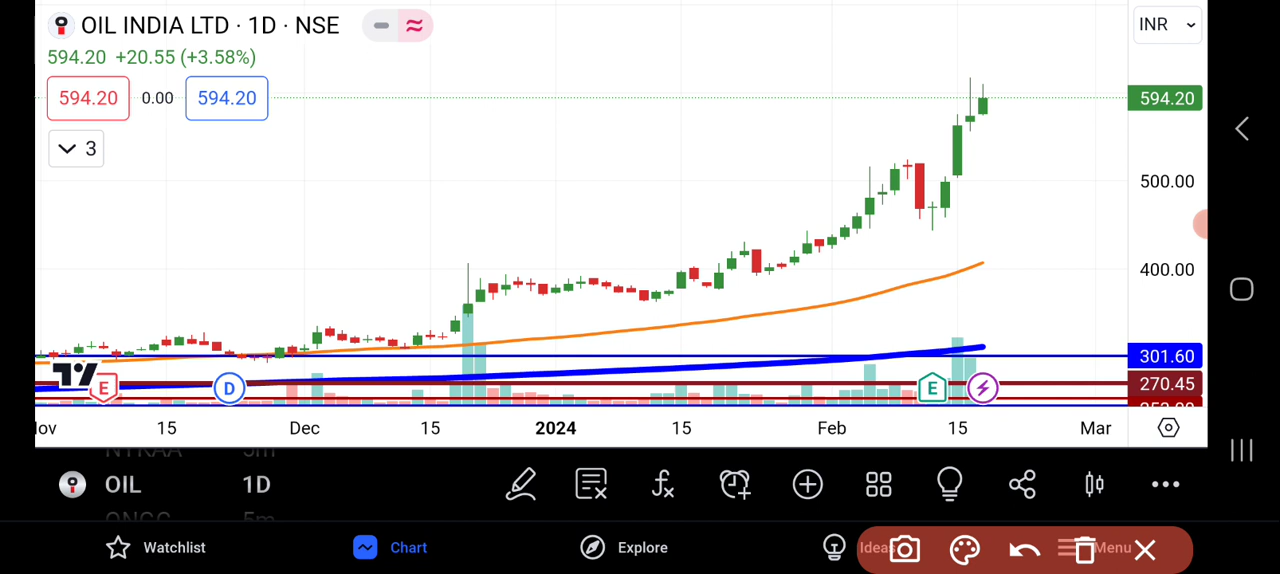 OIL INDIA LTD · 1D · NSE
INR
594.20 +20.55 (+3.58%)
594.20 0.00 594.20
594.20
3
500.00
400.00
301.60
270.45
E D E
15 Dec 15 2024 15 Feb 15 Mar
OIL 1D
ONGC 5m
Watchlist Chart Explore Ideas Menu